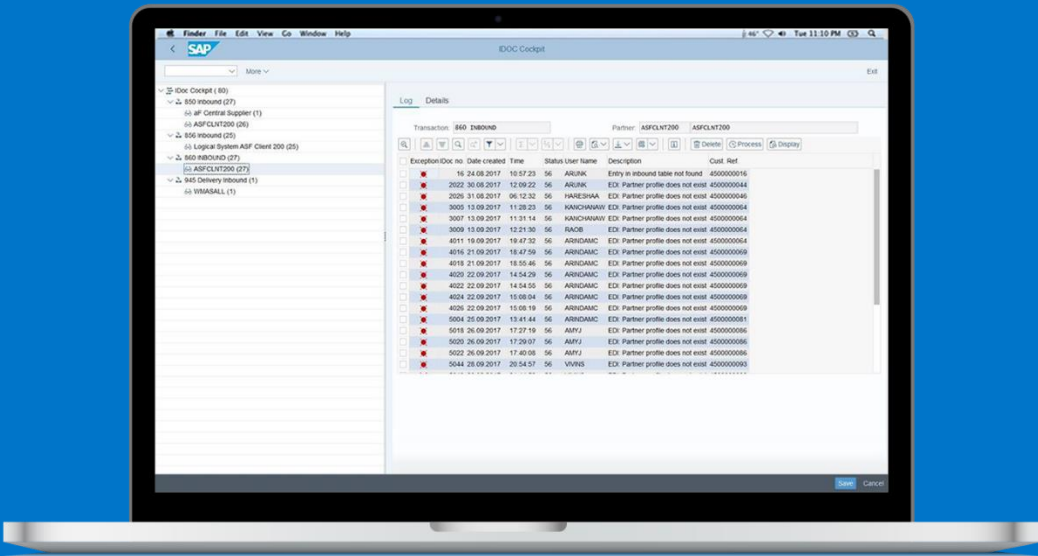 Finder File Edit View Go Window Help
46° Tue 11:10 PM
SAP
IDOC Cockpit
More
Exit
IDoc Cockpit ( 80)
850 Inbound (27)
aF Central Supplier (1)
ASFCLNT200 (26)
856 Inbound (25)
Logical System ASF Client 200 (25)
860 INBOUND (27)
ASFCLNT200 (27)
945 Delivery Inbound (1)
WMASALL (1)
Log Details
Transaction: 860 INBOUND Partner: ASFCLNT200 ASFCLNT200
Delete Process Display
Exception IDoc no. Date created Time Status User Name Description Cust. Ref.
16 24.08.2017 10:57:23 56 ARUNK Entry in inbound table not found 4500000016
2022 30.08.2017 12:09:22 56 ARUNK EDI: Partner profile does not exist 4500000044
2026 31.08.2017 06:12:32 56 HARESHAA EDI: Partner profile does not exist 4500000046
3005 13.09.2017 11:28:23 56 KANCHANAW EDI: Partner profile does not exist 4500000064
3007 13.09.2017 11:31:14 56 KANCHANAW EDI: Partner profile does not exist 4500000064
3009 13.09.2017 12:21:30 56 RAOB EDI: Partner profile does not exist 4500000064
4011 19.09.2017 19:47:32 56 ARINDAMC EDI: Partner profile does not exist 4500000064
4016 21.09.2017 18:47:59 56 ARINDAMC EDI: Partner profile does not exist 4500000069
4018 21.09.2017 18:55:46 56 ARINDAMC EDI: Partner profile does not exist 4500000069
4020 22.09.2017 14:54:29 56 ARINDAMC EDI: Partner profile does not exist 4500000069
4022 22.09.2017 14:54:55 56 ARINDAMC EDI: Partner profile does not exist 4500000069
4024 22.09.2017 15:08:04 56 ARINDAMC EDI: Partner profile does not exist 4500000069
4026 22.09.2017 15:08:19 56 ARINDAMC EDI: Partner profile does not exist 4500000069
5004 25.09.2017 13:41:44 56 ARINDAMC EDI: Partner profile does not exist 4500000081
5018 26.09.2017 17:27:19 56 AMYJ EDI: Partner profile does not exist 4500000086
5020 26.09.2017 17:29:07 56 AMYJ EDI: Partner profile does not exist 4500000086
5022 26.09.2017 17:40:08 56 AMYJ EDI: Partner profile does not exist 4500000086
5044 28.09.2017 20:54:57 56 VIVINS EDI: Partner profile does not exist 4500000093
Save Cancel